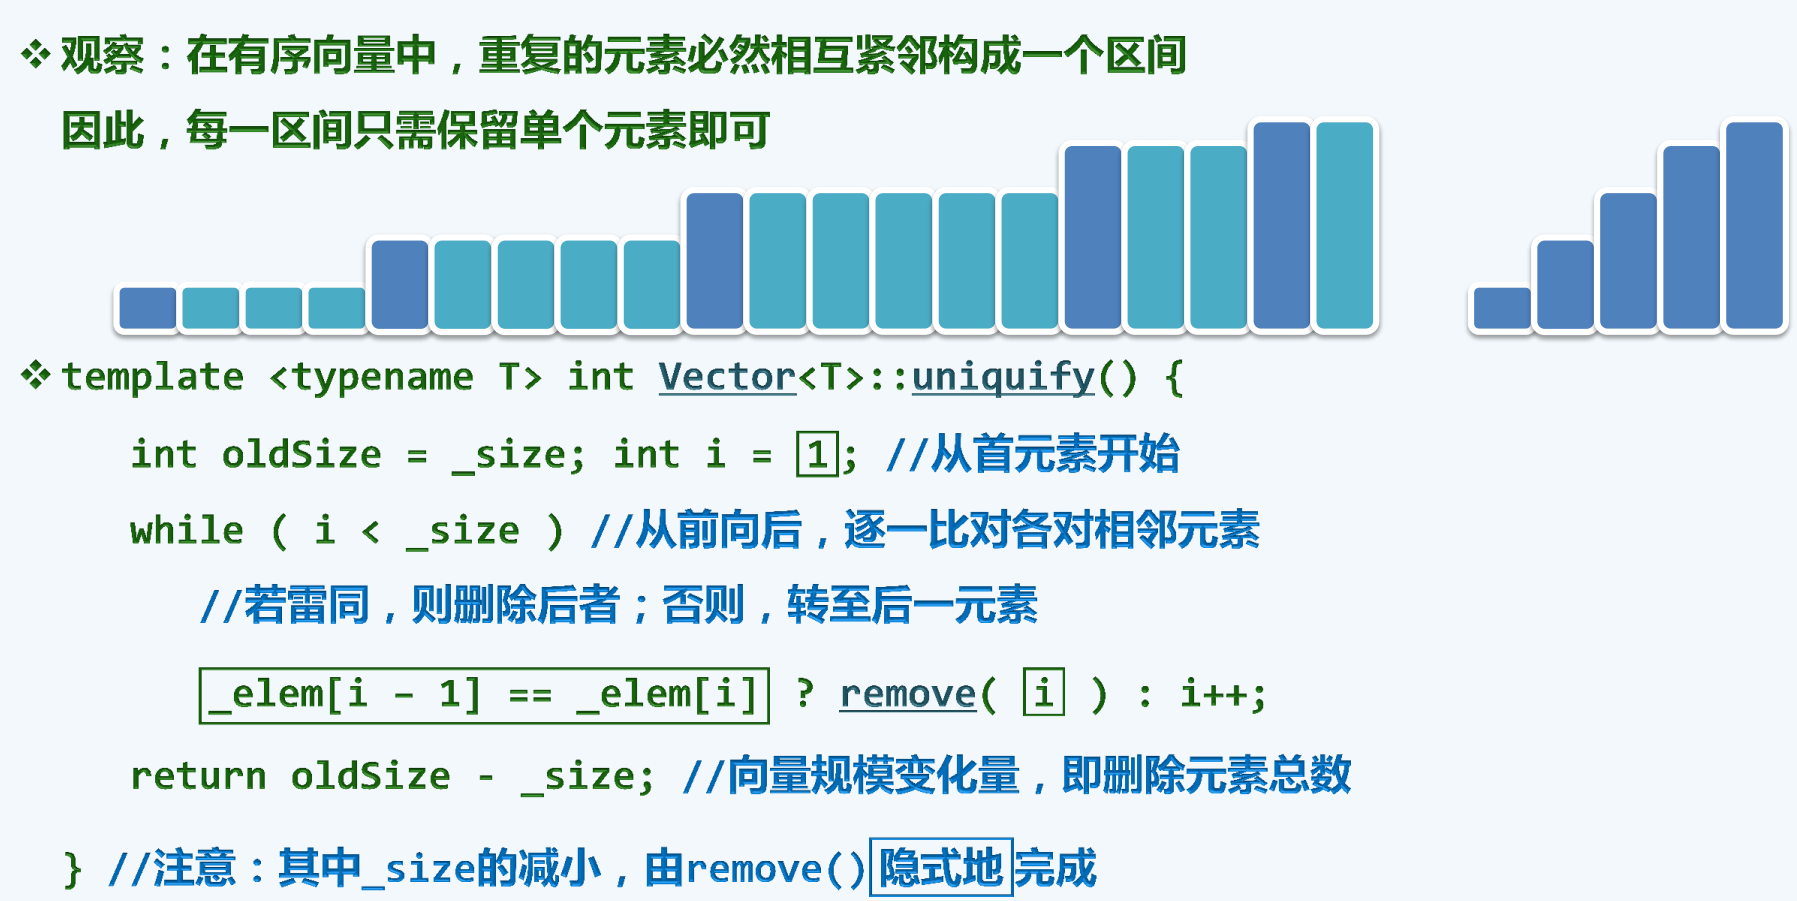 ❖ 观察：在有序向量中，重复的元素必然相互紧邻构成一个区间
因此，每一区间只需保留单个元素即可
❖ template <typename T> int Vector<T>::uniquify() {
int oldSize = _size; int i = 1; //从首元素开始
while ( i < _size ) //从前向后，逐一比对各对相邻元素
//若雷同，则删除后者；否则，转至后一元素
_elem[i – 1] == _elem[i] ? remove( i ) : i++;
return oldSize - _size; //向量规模变化量，即删除元素总数
} //注意：其中_size的减小，由remove()隐式地完成